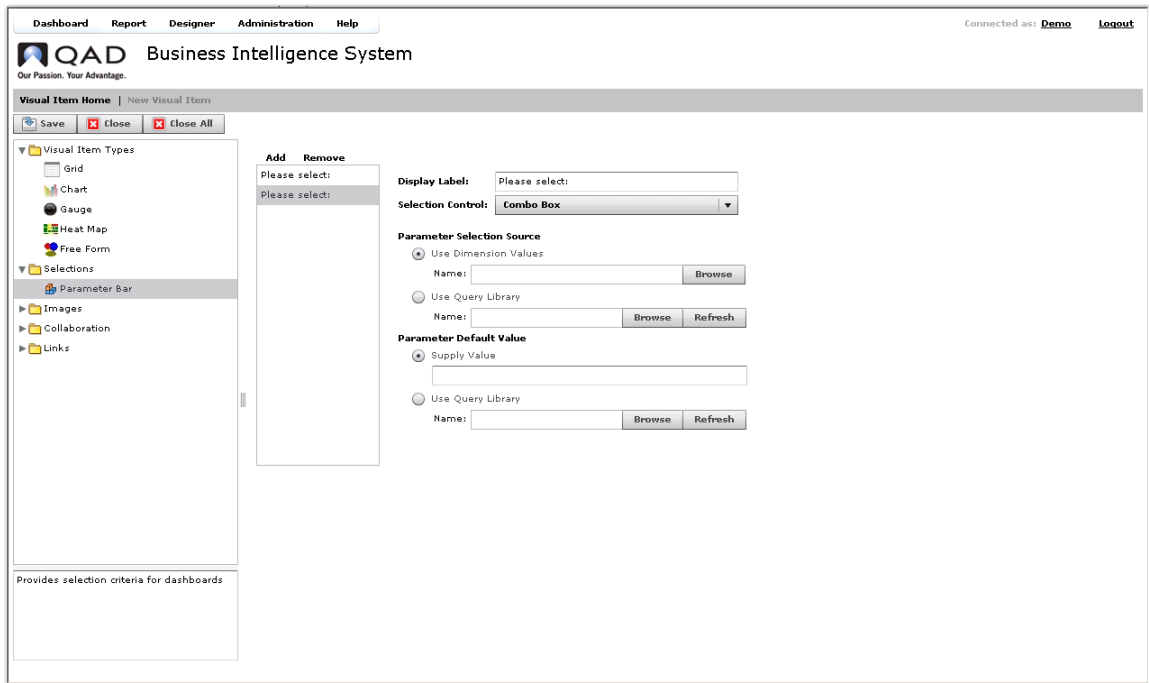 Dashboard Report Designer Administration Help Connected as: Demo Logout
QAD Business Intelligence System
Our Passion. Your Advantage.
Visual Item Home | New Visual Item
Save Close Close All
Visual Item Types
Grid
Chart
Gauge
Heat Map
Free Form
Selections
Parameter Bar
Images
Collaboration
Links
Provides selection criteria for dashboards
Add Remove
Please select:
Please select:
Display Label: Please select:
Selection Control: Combo Box
Parameter Selection Source
Use Dimension Values
Name: Browse
Use Query Library
Name: Browse Refresh
Parameter Default Value
Supply Value
Use Query Library
Name: Browse Refresh